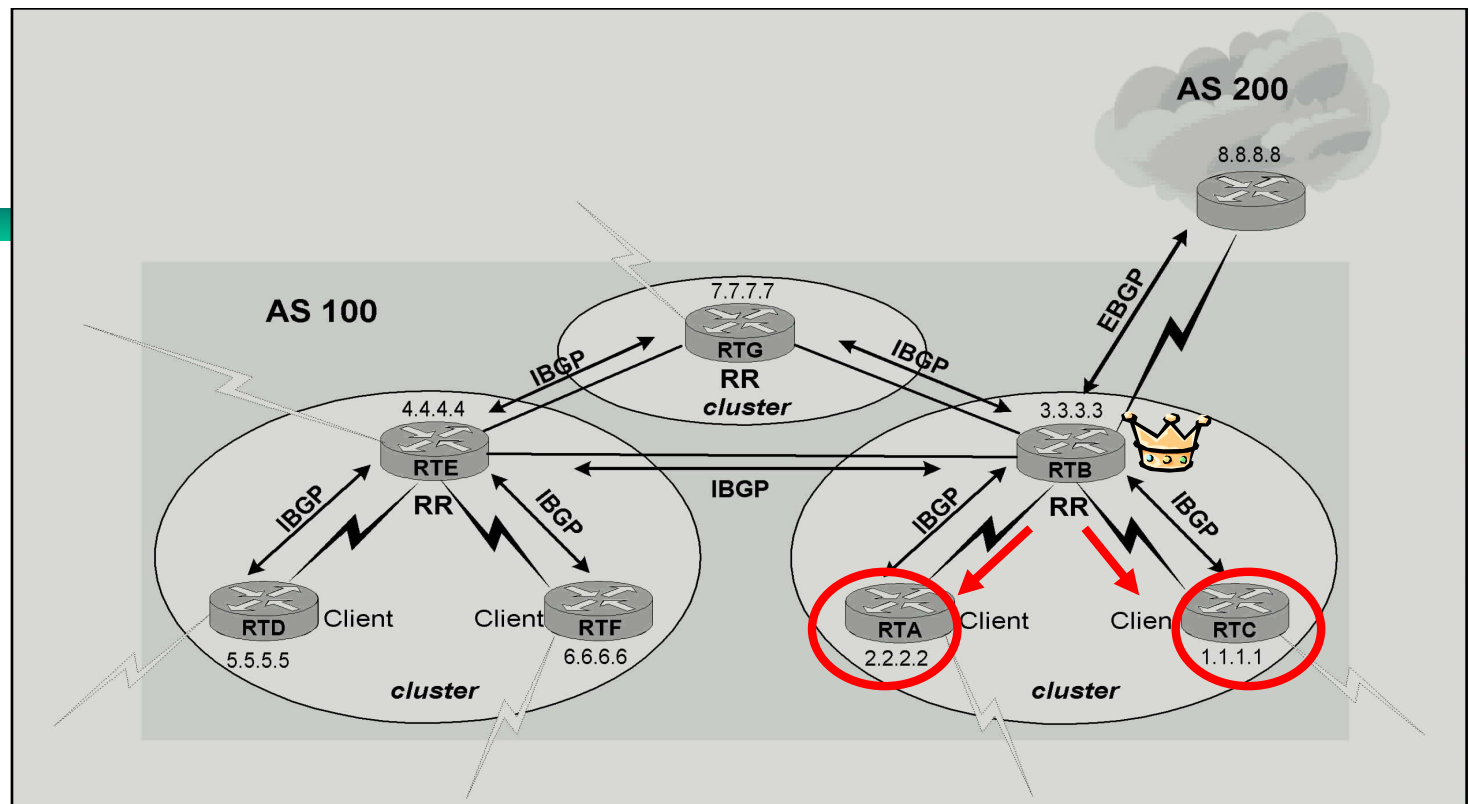 AS 200
8.8.8.8
EBGP
AS 100
7.7.7.7
RTG
RR
cluster
IBGP
IBGP
4.4.4.4
RTE
RR
3.3.3.3
RTB
RR
IBGP
IBGP
IBGP
IBGP
IBGP
RTD
Client
5.5.5.5
Client
RTF
6.6.6.6
cluster
RTA
Client
2.2.2.2
Clien
RTC
1.1.1.1
cluster